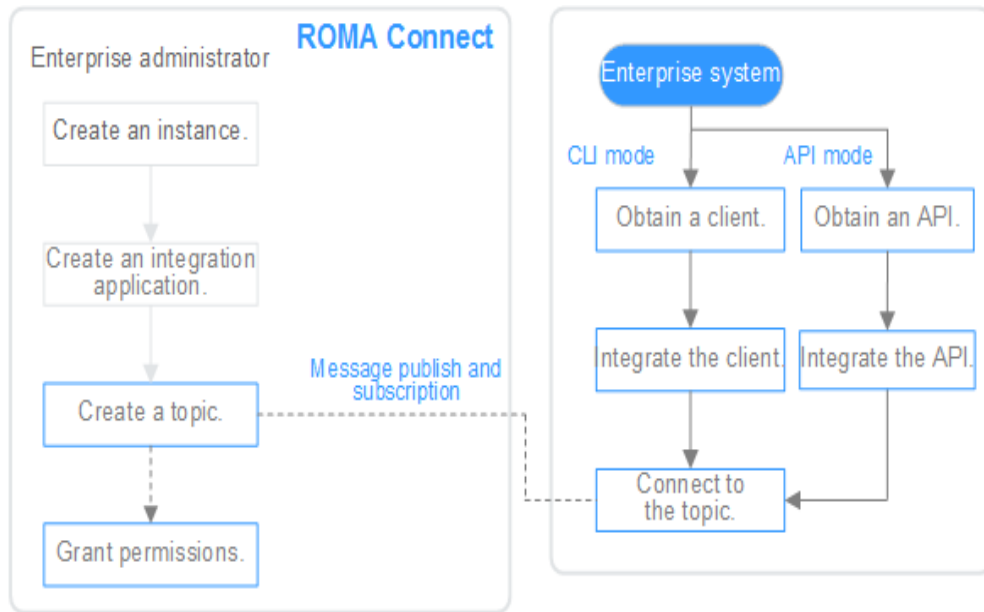 ROMA Connect
Enterprise administrator
Create an instance.
Create an integration
application.
Create a topic.
Grant permissions.
Message publish and
subscription
Enterprise system
CLI mode
API mode
Obtain a client.
Obtain an API.
Integrate the client.
Integrate the API.
Connect to
the topic.